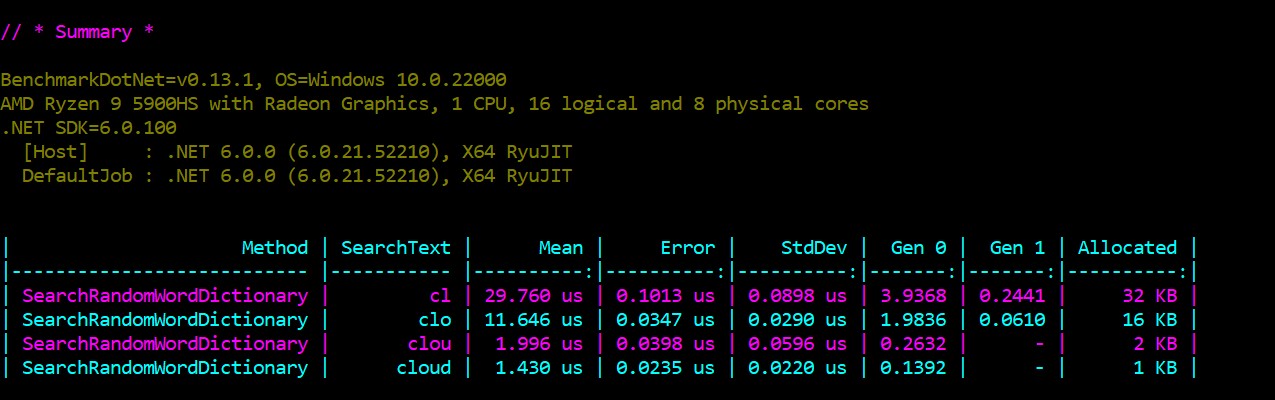 // * Summary *
BenchmarkDotNet=v0.13.1, OS=Windows 10.0.22000
AMD Ryzen 9 5900HS with Radeon Graphics, 1 CPU, 16 logical and 8 physical cores
.NET SDK=6.0.100
  [Host]     : .NET 6.0.0 (6.0.21.52210), X64 RyuJIT
  DefaultJob : .NET 6.0.0 (6.0.21.52210), X64 RyuJIT
|                     Method | SearchText |      Mean |     Error |    StdDev |  Gen 0 |  Gen 1 | Allocated |
|--------------------------- |----------- |----------:|----------:|----------:|-------:|-------:|----------:|
| SearchRandomWordDictionary |         cl | 29.760 us | 0.1013 us | 0.0898 us | 3.9368 | 0.2441 |     32 KB |
| SearchRandomWordDictionary |        clo | 11.646 us | 0.0347 us | 0.0290 us | 1.9836 | 0.0610 |     16 KB |
| SearchRandomWordDictionary |       clou |  1.996 us | 0.0398 us | 0.0596 us | 0.2632 |      - |      2 KB |
| SearchRandomWordDictionary |      cloud |  1.430 us | 0.0235 us | 0.0220 us | 0.1392 |      - |      1 KB |